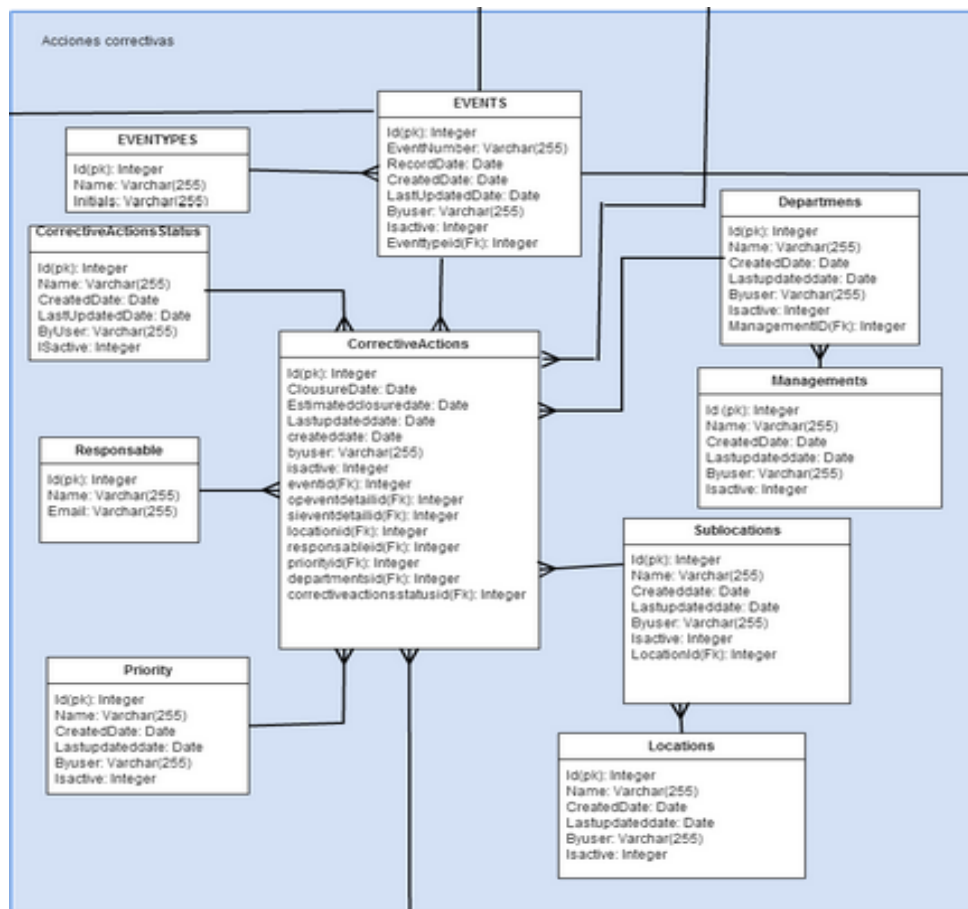 Acciones correctivas
EVENTS
Id(pk): Integer
EventNumber: Varchar(255)
RecordDate: Date
CreatedDate: Date
LastUpdatedDate: Date
Byuser: Varchar(255)
Isactive: Integer
Eventtypeid(Fk): Integer
EVENTYPES
Id(pk): Integer
Name: Varchar(255)
Initials: Varchar(255)
CorrectiveActionsStatus
Id(pk): Integer
Name: Varchar(255)
CreatedDate: Date
LastUpdatedDate: Date
ByUser: Varchar(255)
ISactive: Integer
Departmens
Id(pk): Integer
Name: Varchar(255)
CreatedDate: Date
Lastupdateddate: Date
Byuser: Varchar(255)
Isactive: Integer
ManagementID(Fk): Integer
CorrectiveActions
Id(pk): Integer
ClousureDate: Date
Estimatedclosuredate: Date
Lastupdateddate: Date
createddate: Date
byuser: Varchar(255)
isactive: Integer
eventid(Fk): Integer
opeventdetailid(Fk): Integer
sieventdetailid(Fk): Integer
locationid(Fk): Integer
responsableid(Fk): Integer
priorityid(Fk): Integer
departmentsid(Fk): Integer
correctiveactionsstatusid(Fk): Integer
Managements
Id (pk): Integer
Name: Varchar(255)
CreatedDate: Date
Lastupdateddate: Date
Byuser: Varchar(255)
Isactive: Integer
Responsable
Id(pk): Integer
Name: Varchar(255)
Email: Varchar(255)
Sublocations
Id(pk): Integer
Name: Varchar(255)
Createddate: Date
Lastupdateddate: Date
Byuser: Varchar(255)
Isactive: Integer
LocationId(Fk): Integer
Priority
Id(pk): Integer
Name: Varchar(255)
CreatedDate: Date
Lastupdateddate: Date
Byuser: Varchar(255)
Isactive: Integer
Locations
Id(pk): Integer
Name: Varchar(255)
CreatedDate: Date
Lastupdateddate: Date
Byuser: Varchar(255)
Isactive: Integer